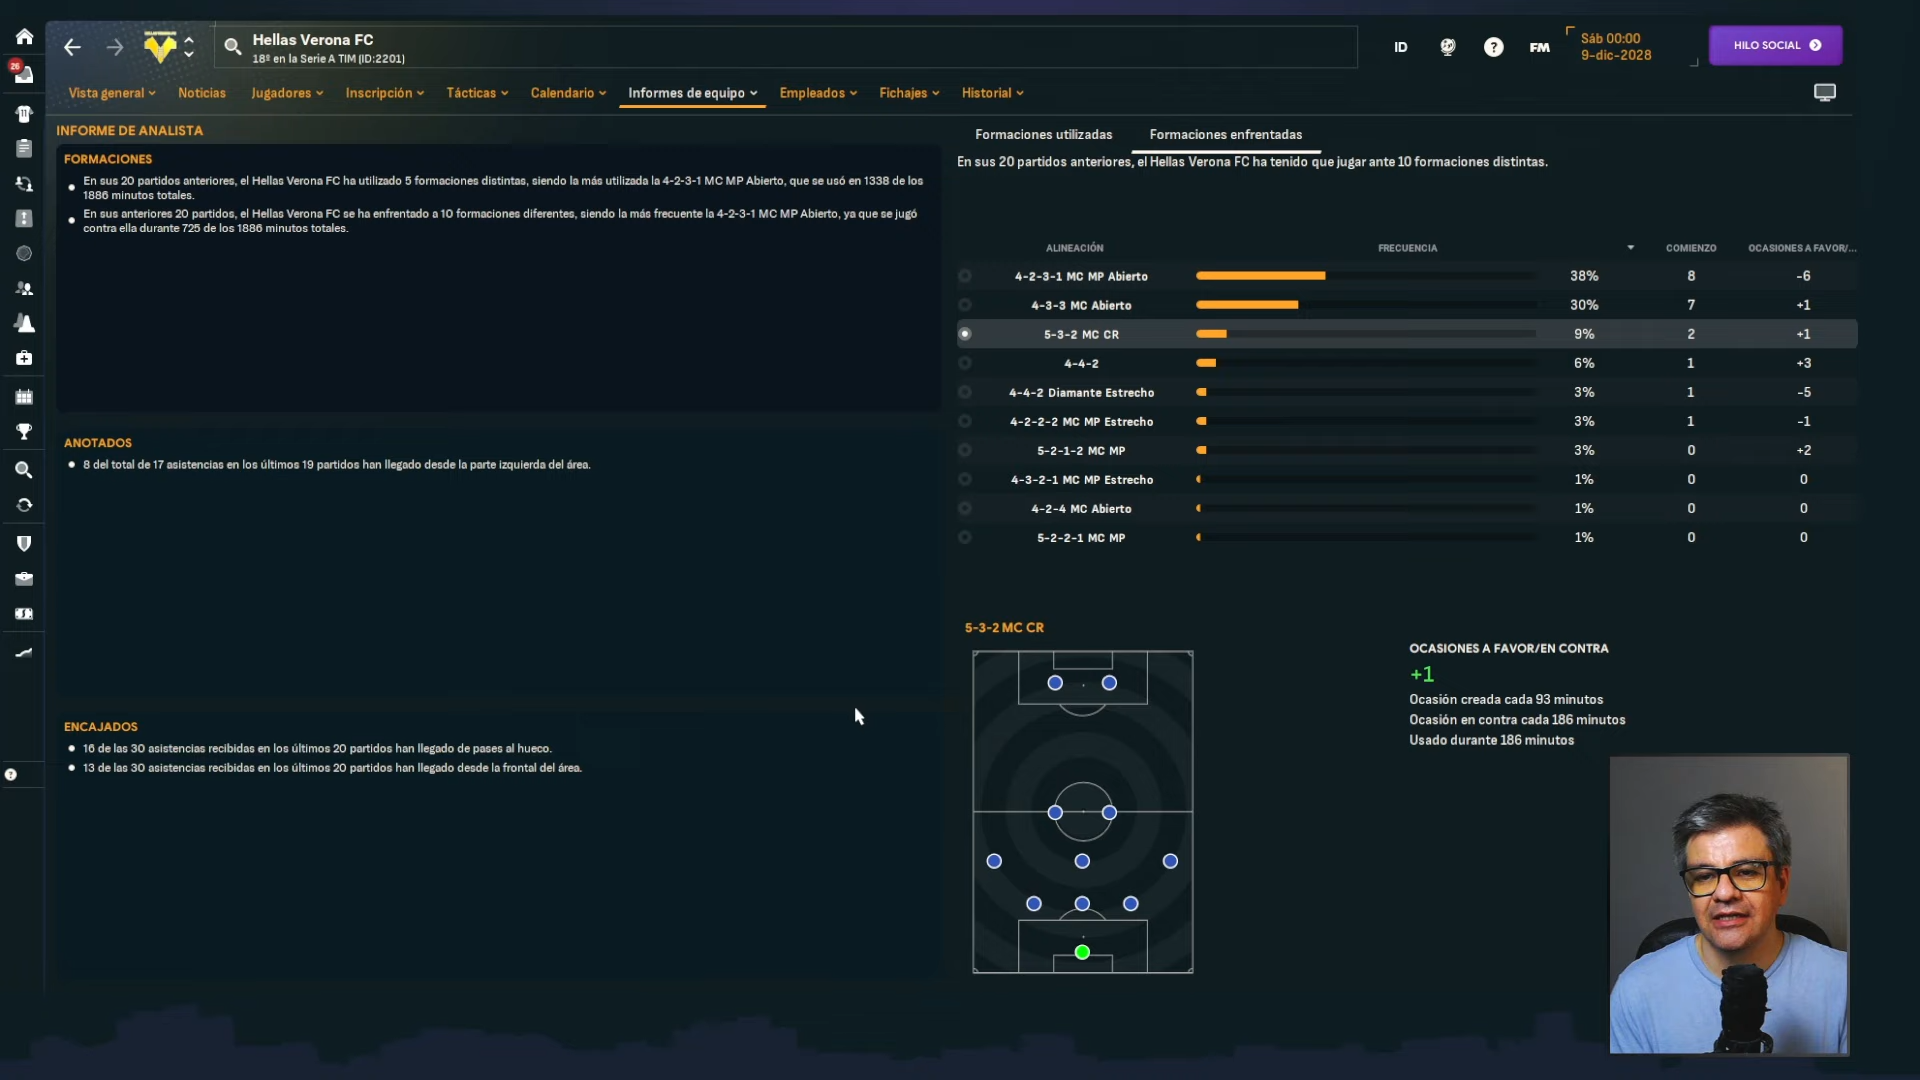 Hellas Verona FC
18º en la Serie A TIM (ID:2201)
ID
FM
Sáb 00:00
9-dic-2028
HILO SOCIAL
26
11
Vista general
Noticias
Jugadores
Inscripción
Tácticas
Calendario
Informes de equipo
Empleados
Fichajes
Historial
INFORME DE ANALISTA
FORMACIONES
En sus 20 partidos anteriores, el Hellas Verona FC ha utilizado 5 formaciones distintas, siendo la más utilizada la 4-2-3-1 MC MP Abierto, que se usó en 1338 de los
1886 minutos totales.
En sus anteriores 20 partidos, el Hellas Verona FC se ha enfrentado a 10 formaciones diferentes, siendo la más frecuente la 4-2-3-1 MC MP Abierto, ya que se jugó
contra ella durante 725 de los 1886 minutos totales.
ANOTADOS
8 del total de 17 asistencias en los últimos 19 partidos han llegado desde la parte izquierda del área.
ENCAJADOS
16 de las 30 asistencias recibidas en los últimos 20 partidos han llegado de pases al hueco.
13 de las 30 asistencias recibidas en los últimos 20 partidos han llegado desde la frontal del área.
Formaciones utilizadas
Formaciones enfrentadas
En sus 20 partidos anteriores, el Hellas Verona FC ha tenido que jugar ante 10 formaciones distintas.
ALINEACIÓN FRECUENCIA COMIENZO OCASIONES A FAVOR/...
4-2-3-1 MC MP Abierto 38% 8 -6
4-3-3 MC Abierto 30% 7 +1
5-3-2 MC CR 9% 2 +1
4-4-2 6% 1 +3
4-4-2 Diamante Estrecho 3% 1 -5
4-2-2-2 MC MP Estrecho 3% 1 -1
5-2-1-2 MC MP 3% 0 +2
4-3-2-1 MC MP Estrecho 1% 0 0
4-2-4 MC Abierto 1% 0 0
5-2-2-1 MC MP 1% 0 0
5-3-2 MC CR
OCASIONES A FAVOR/EN CONTRA
+1
Ocasión creada cada 93 minutos
Ocasión en contra cada 186 minutos
Usado durante 186 minutos